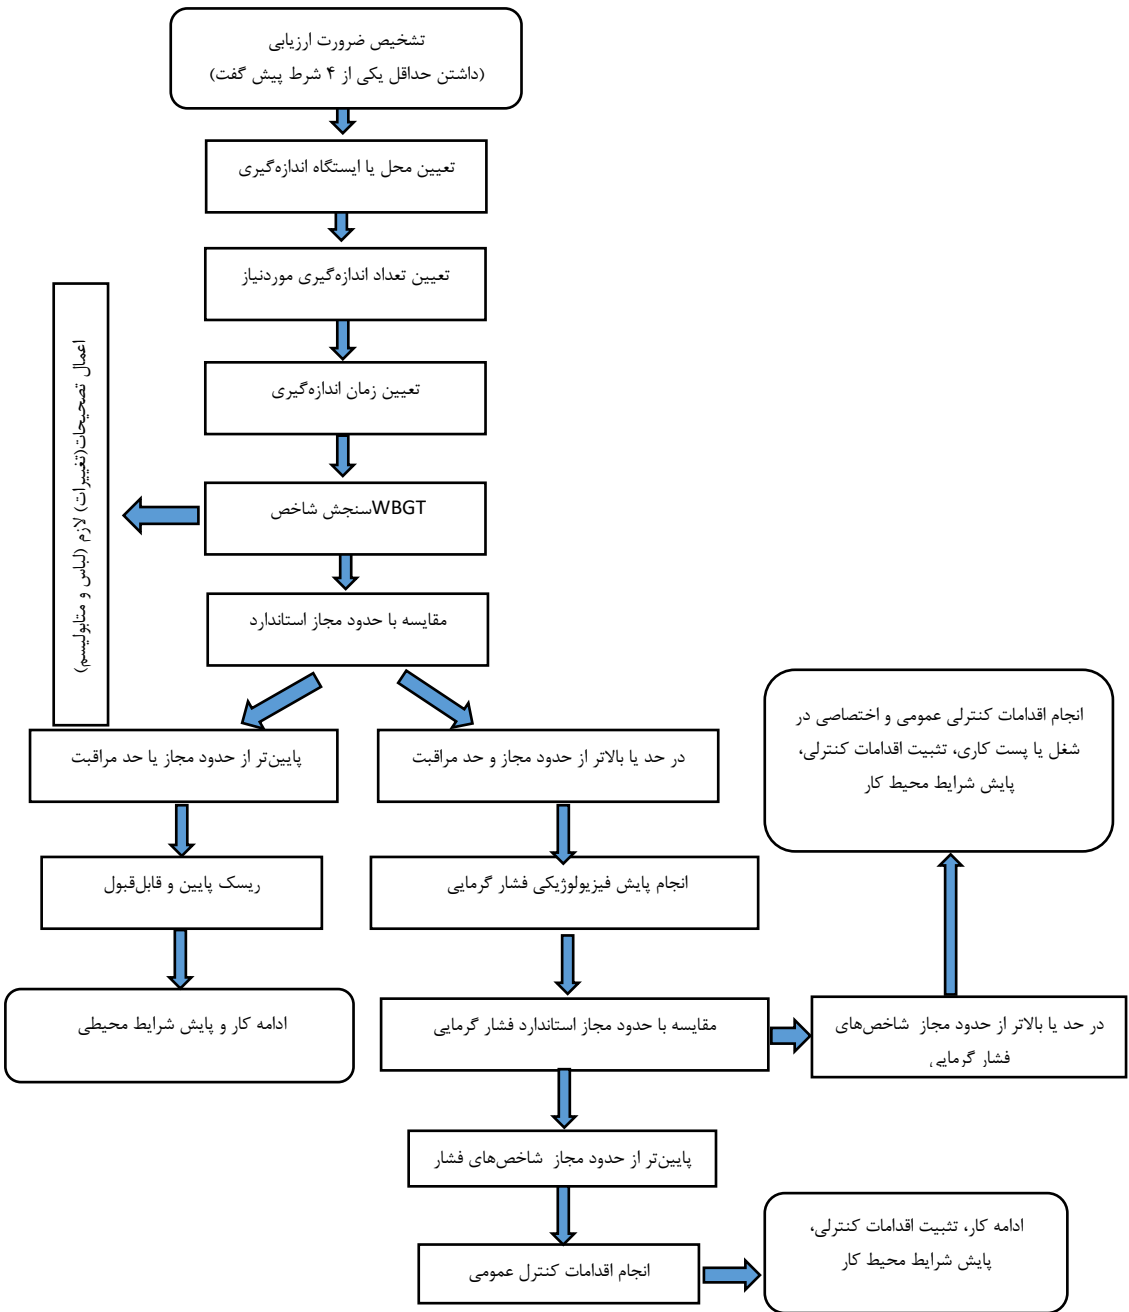 تشخیص ضرورت ارزیابی
(داشتن حداقل یکی از ۴ شرط پیش گفت)
تعیین محل یا ایستگاه اندازه‌گیری
تعیین تعداد اندازه‌گیری موردنیاز
تعیین زمان اندازه‌گیری
سنجش شاخصWBGT
اعمال تصحیحات(تغییرات) لازم (لباس و متابولیسم)
مقایسه با حدود مجاز استاندارد
در حد یا بالاتر از حدود مجاز و حد مراقبت
پایین‌تر از حدود مجاز یا حد مراقبت
انجام اقدامات کنترلی عمومی و اختصاصی در
شغل یا پست کاری، تثبیت اقدامات کنترلی،
پایش شرایط محیط کار
انجام پایش فیزیولوژیکی فشار گرمایی
ریسک پایین و قابل‌قبول
ادامه کار و پایش شرایط محیطی
مقایسه با حدود مجاز استاندارد فشار گرمایی
در حد یا بالاتر از حدود مجاز شاخص‌های
فشار گرمایی
پایین‌تر از حدود مجاز شاخص‌های فشار
انجام اقدامات کنترل عمومی
ادامه کار، تثبیت اقدامات کنترلی،
پایش شرایط محیط کار